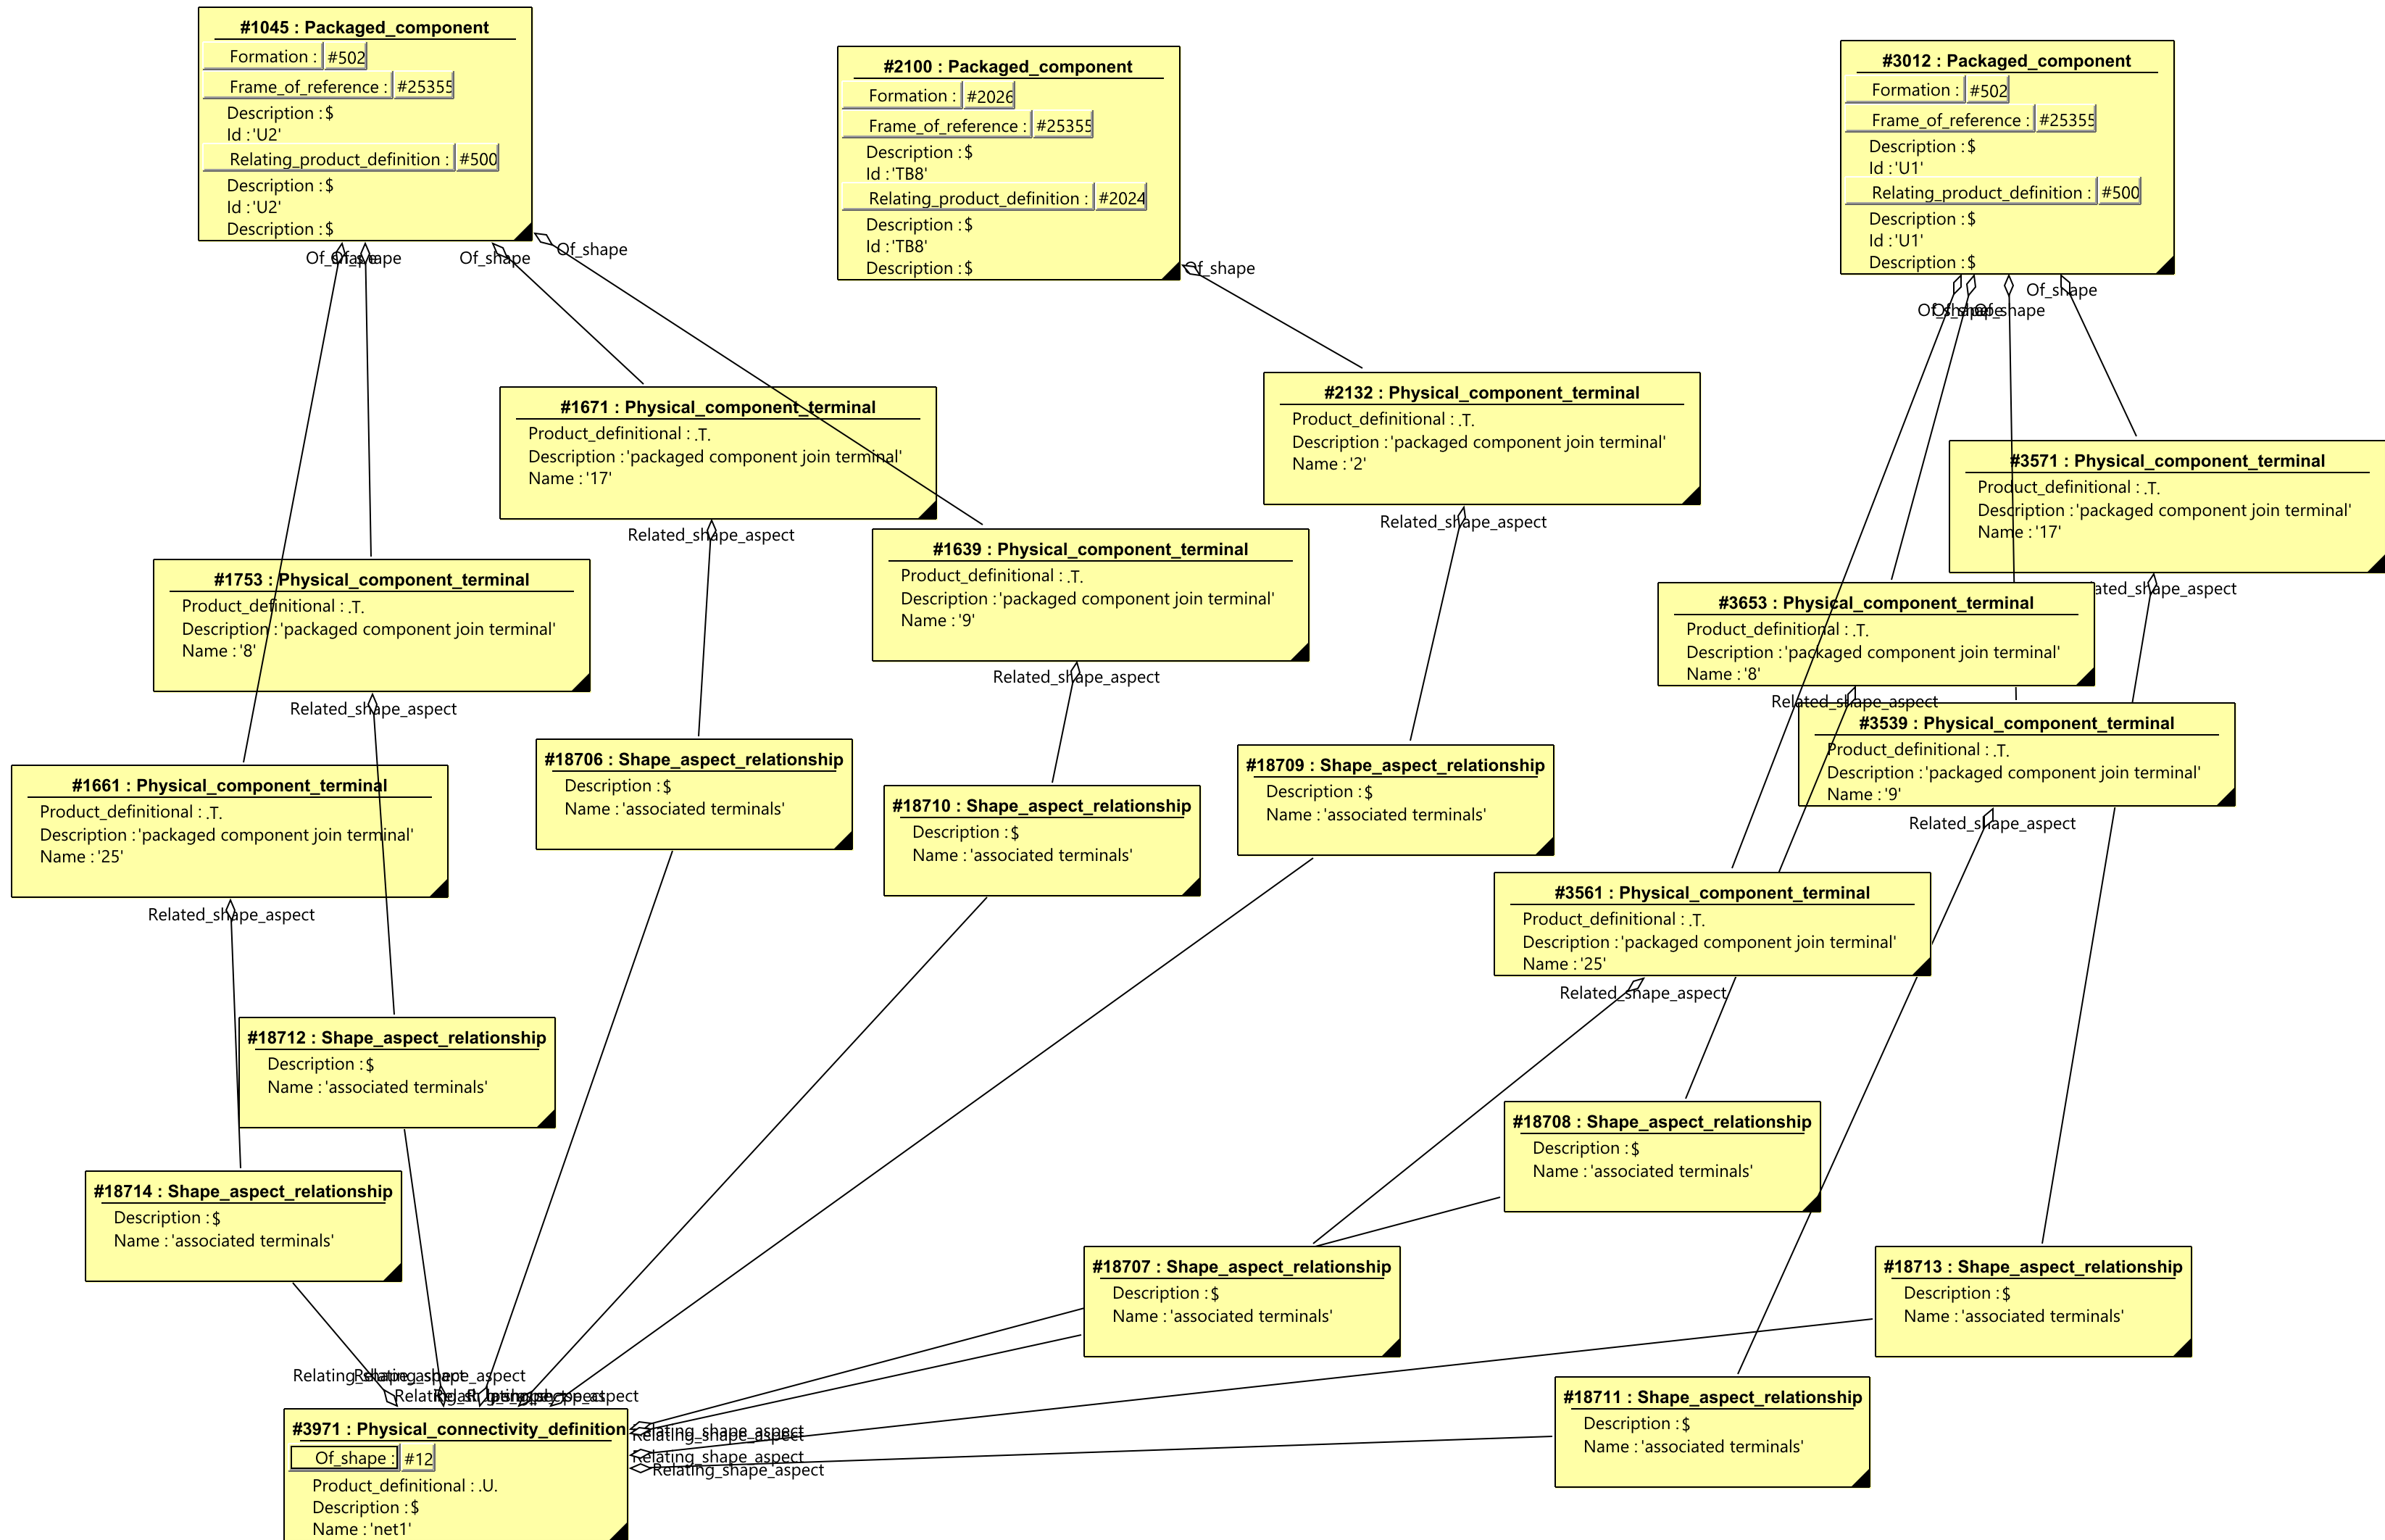 #1045 : Packaged_component
Formation : #502
Frame_of_reference : #25355
Description : $
Id : 'U2'
Relating_product_definition : #500
Description : $
Id : 'U2'
Description : $
Of_shape
Of_shape
Of_shape
Of_shape
#2100 : Packaged_component
Formation : #2026
Frame_of_reference : #25355
Description : $
Id : 'TB8'
Relating_product_definition : #2024
Description : $
Id : 'TB8'
Description : $
Of_shape
#3012 : Packaged_component
Formation : #502
Frame_of_reference : #25355
Description : $
Id : 'U1'
Relating_product_definition : #500
Description : $
Id : 'U1'
Description : $
Of_shape
Of_shape
Of_shape
Of_shape
#1671 : Physical_component_terminal
Product_definitional : .T.
Description : 'packaged component join terminal'
Name : '17'
Related_shape_aspect
#2132 : Physical_component_terminal
Product_definitional : .T.
Description : 'packaged component join terminal'
Name : '2'
Related_shape_aspect
#3571 : Physical_component_terminal
Product_definitional : .T.
Description : 'packaged component join terminal'
Name : '17'
ated_shape_aspect
#1639 : Physical_component_terminal
Product_definitional : .T.
Description : 'packaged component join terminal'
Name : '9'
Related_shape_aspect
#1753 : Physical_component_terminal
Product_definitional : .T.
Description : 'packaged component join terminal'
Name : '8'
Related_shape_aspect
#3653 : Physical_component_terminal
Product_definitional : .T.
Description : 'packaged component join terminal'
Name : '8'
Related_shape_aspect
#3539 : Physical_component_terminal
Product_definitional : .T.
Description : 'packaged component join terminal'
Name : '9'
Related_shape_aspect
#18706 : Shape_aspect_relationship
Description : $
Name : 'associated terminals'
#18709 : Shape_aspect_relationship
Description : $
Name : 'associated terminals'
#1661 : Physical_component_terminal
Product_definitional : .T.
Description : 'packaged component join terminal'
Name : '25'
Related_shape_aspect
#18710 : Shape_aspect_relationship
Description : $
Name : 'associated terminals'
#3561 : Physical_component_terminal
Product_definitional : .T.
Description : 'packaged component join terminal'
Name : '25'
Related_shape_aspect
#18712 : Shape_aspect_relationship
Description : $
Name : 'associated terminals'
#18708 : Shape_aspect_relationship
Description : $
Name : 'associated terminals'
#18714 : Shape_aspect_relationship
Description : $
Name : 'associated terminals'
#18707 : Shape_aspect_relationship
Description : $
Name : 'associated terminals'
#18713 : Shape_aspect_relationship
Description : $
Name : 'associated terminals'
#18711 : Shape_aspect_relationship
Description : $
Name : 'associated terminals'
Relating_shape_aspect
Relating_shape_aspect
#3971 : Physical_connectivity_definition
Of_shape : #12
Product_definitional : .U.
Description : $
Name : 'net1'
Relating_shape_aspect
Relating_shape_aspect
Relating_shape_aspect
Relating_shape_aspect